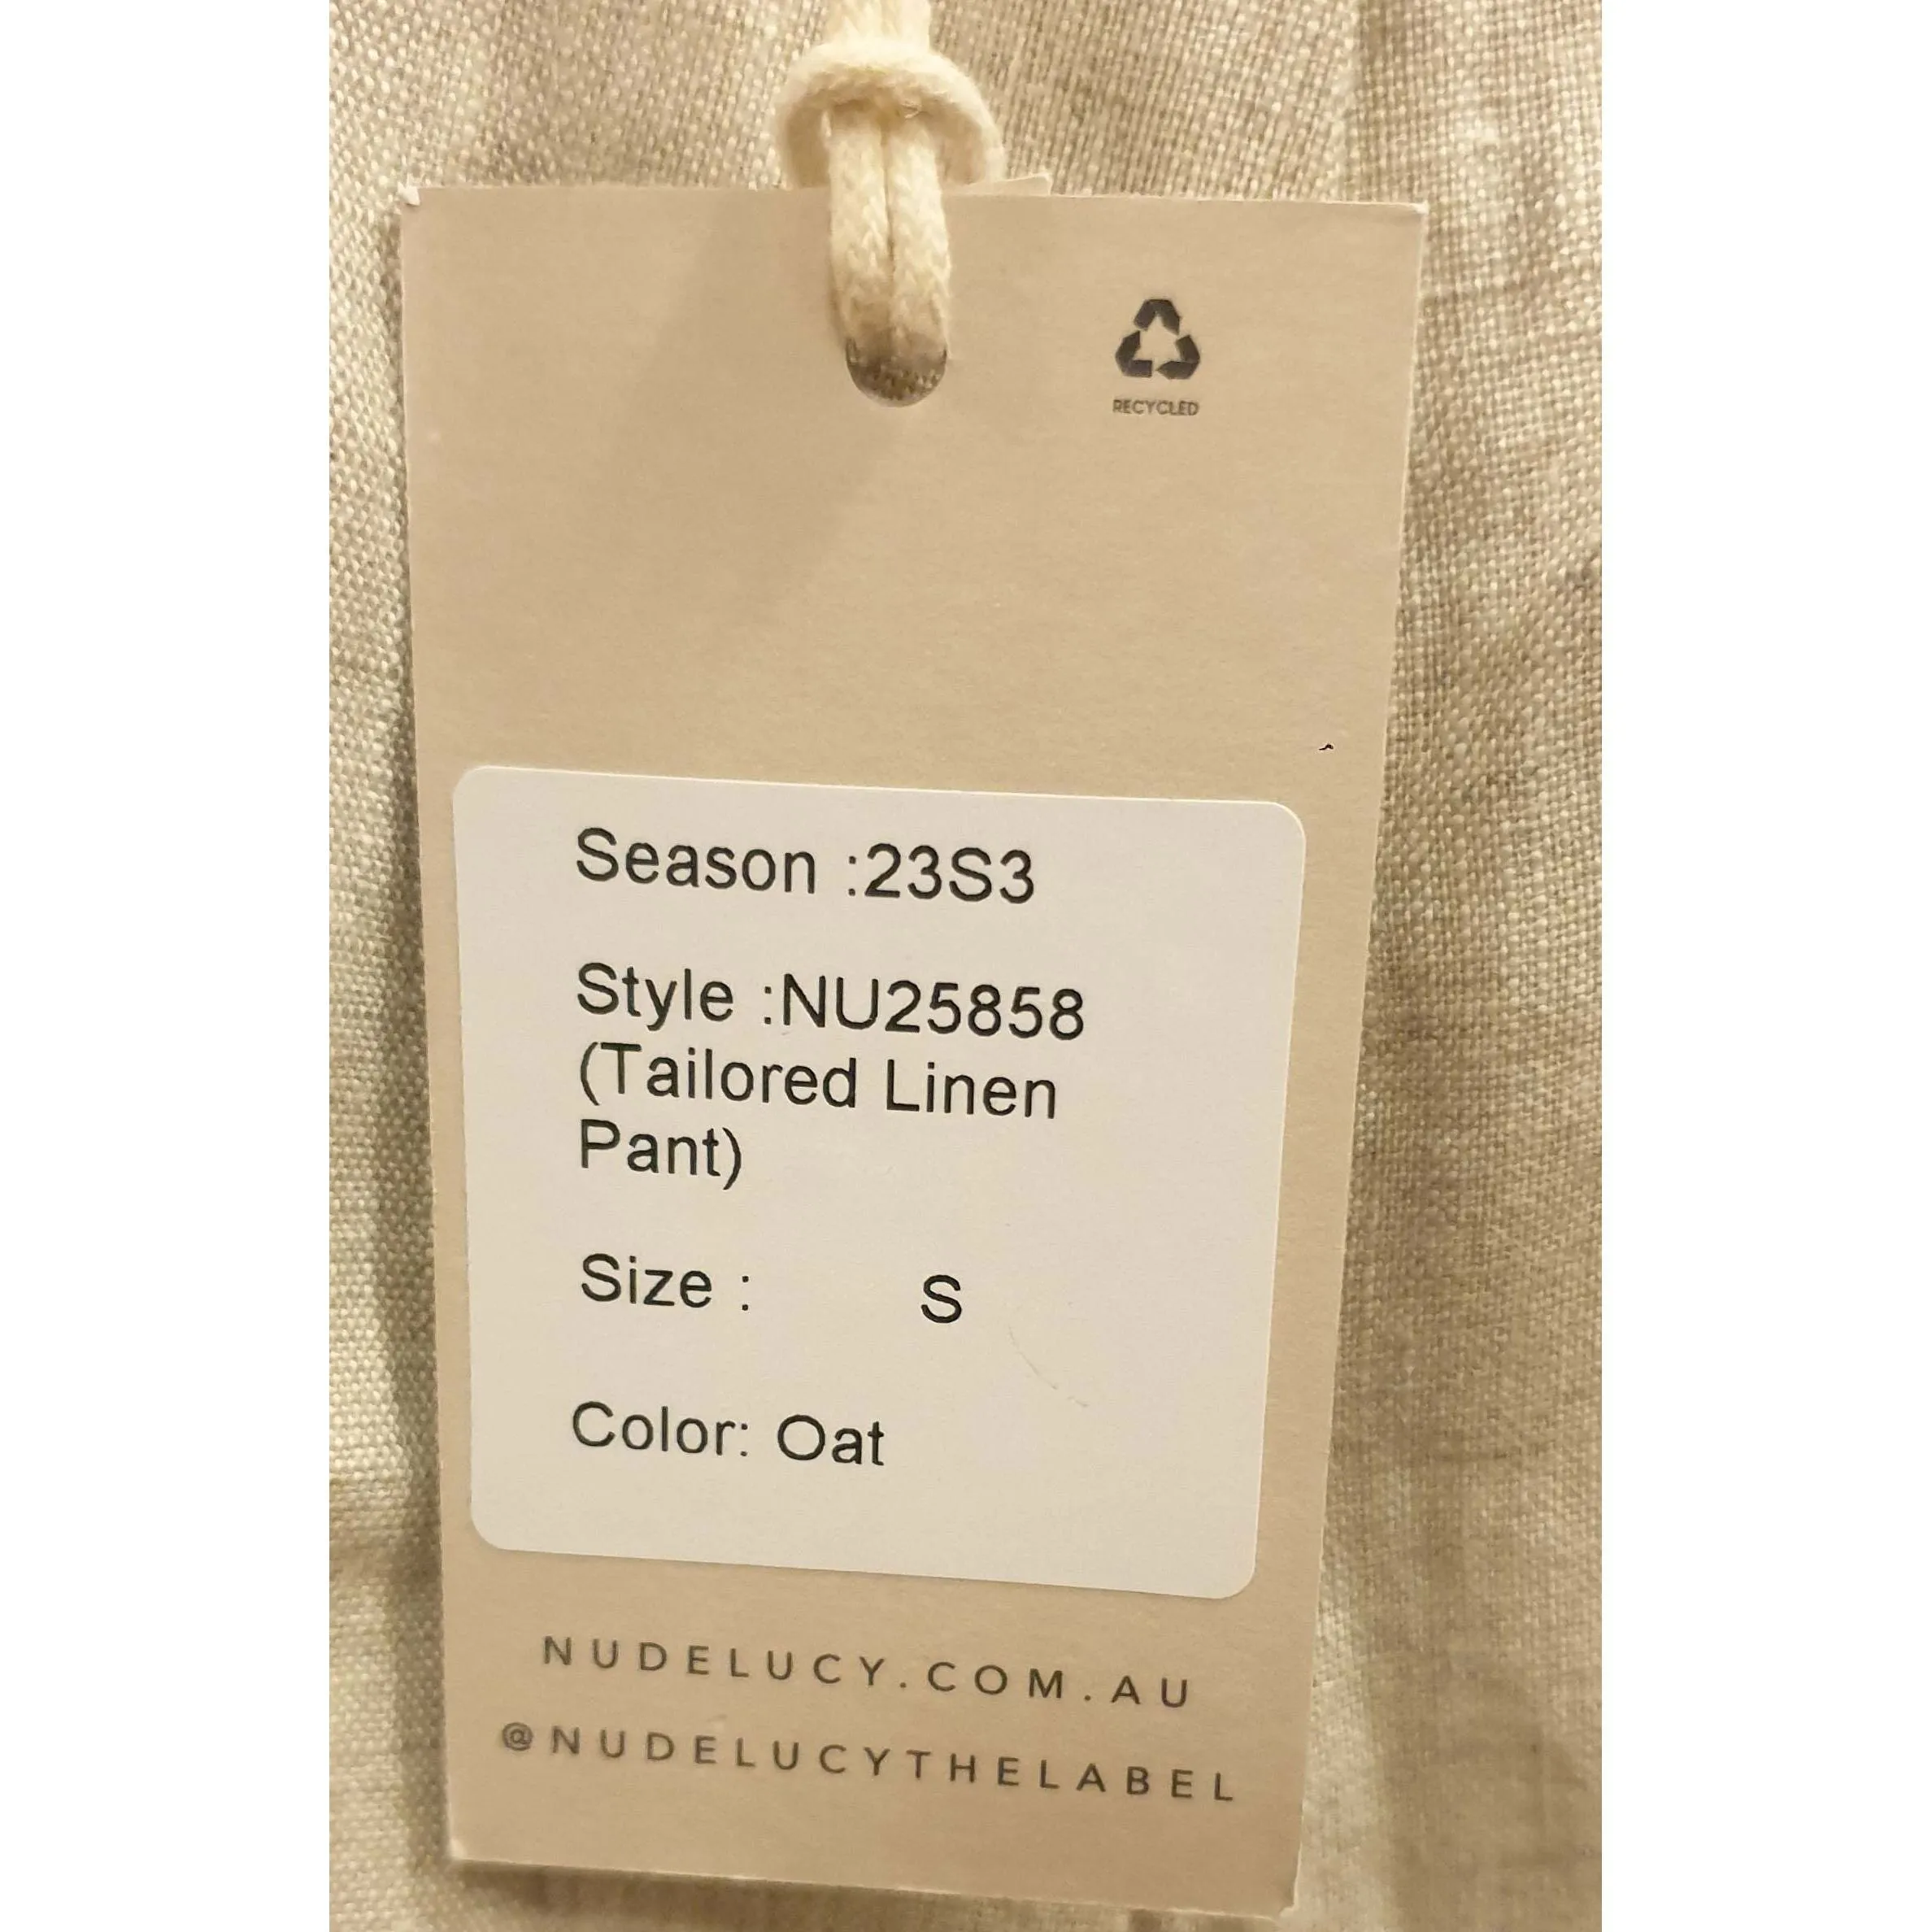 RECYCLED
Season :23S3
Style :NU25858
(Tailored Linen
Pant)
Size : S
Color: Oat
NUDELUCY.COM.AU
@NUDELUCYTHELABEL